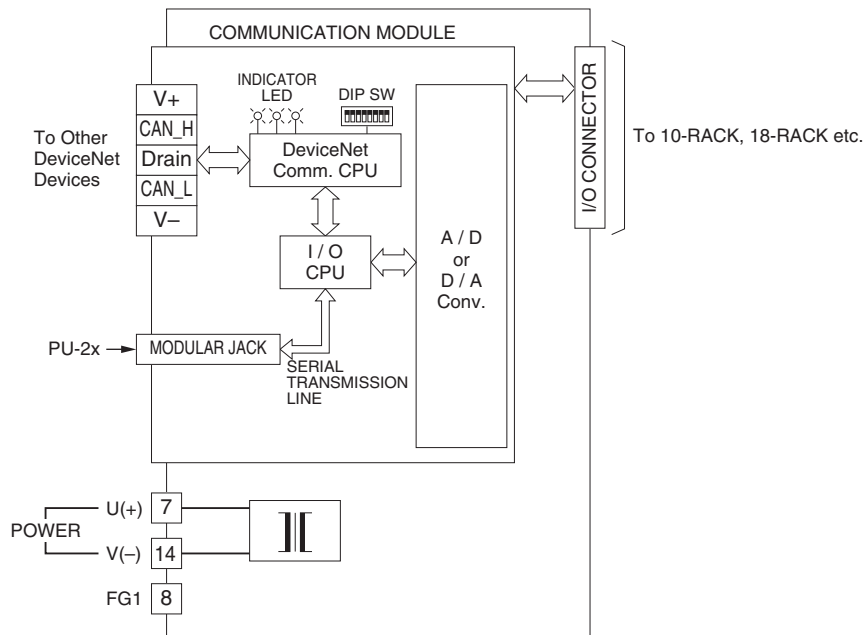 COMMUNICATION MODULE
INDICATOR
LED
DIP SW
V+
CAN_H
Drain
CAN_L
V–
To Other
DeviceNet
Devices
DeviceNet
Comm. CPU
I / O
CPU
A / D
or
D / A
Conv.
I/O CONNECTOR
To 10-RACK, 18-RACK etc.
PU-2x
MODULAR JACK
SERIAL
TRANSMISSION
LINE
POWER
U(+)
7
V(–)
14
FG1
8